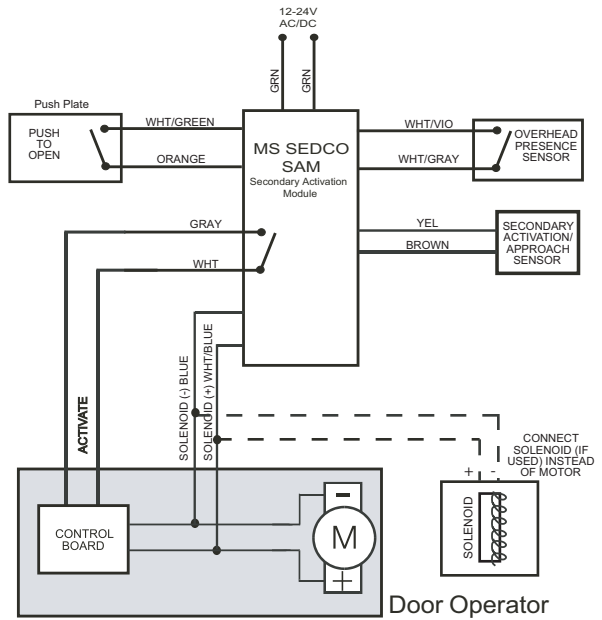 12-24V
AC/DC
GRN
GRN
Push Plate
PUSH
TO
OPEN
WHT/GREEN
ORANGE
MS SEDCO
SAM
Secondary Activation
Module
WHT/VIO
WHT/GRAY
OVERHEAD
PRESENCE
SENSOR
GRAY
WHT
YEL
BROWN
SECONDARY
ACTIVATION/
APPROACH
SENSOR
ACTIVATE
SOLENOID (-) BLUE
SOLENOID (+) WHT/BLUE
CONNECT
SOLENOID (IF
USED) INSTEAD
OF MOTOR
+ -
SOLENOID
CONTROL
BOARD
-
M
+
Door Operator